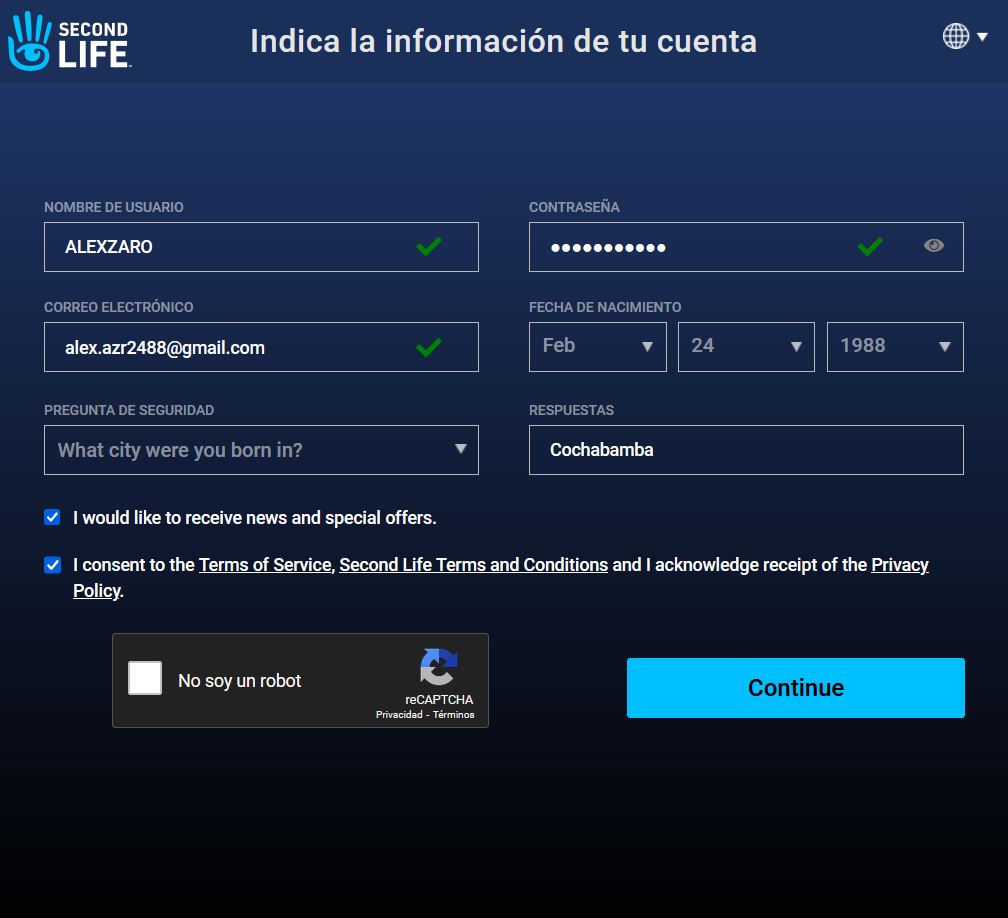 SECOND
LIFE™
Indica la información de tu cuenta
NOMBRE DE USUARIO
CONTRASEÑA
ALEXZARO
●●●●●●●●●●●
CORREO ELECTRÓNICO
FECHA DE NACIMIENTO
alex.azr2488@gmail.com
Feb
24
1988
PREGUNTA DE SEGURIDAD
RESPUESTAS
What city were you born in?
Cochabamba
I would like to receive news and special offers.
I consent to the Terms of Service, Second Life Terms and Conditions and I acknowledge receipt of the Privacy
Policy.
No soy un robot
reCAPTCHA
Privacidad - Términos
Continue